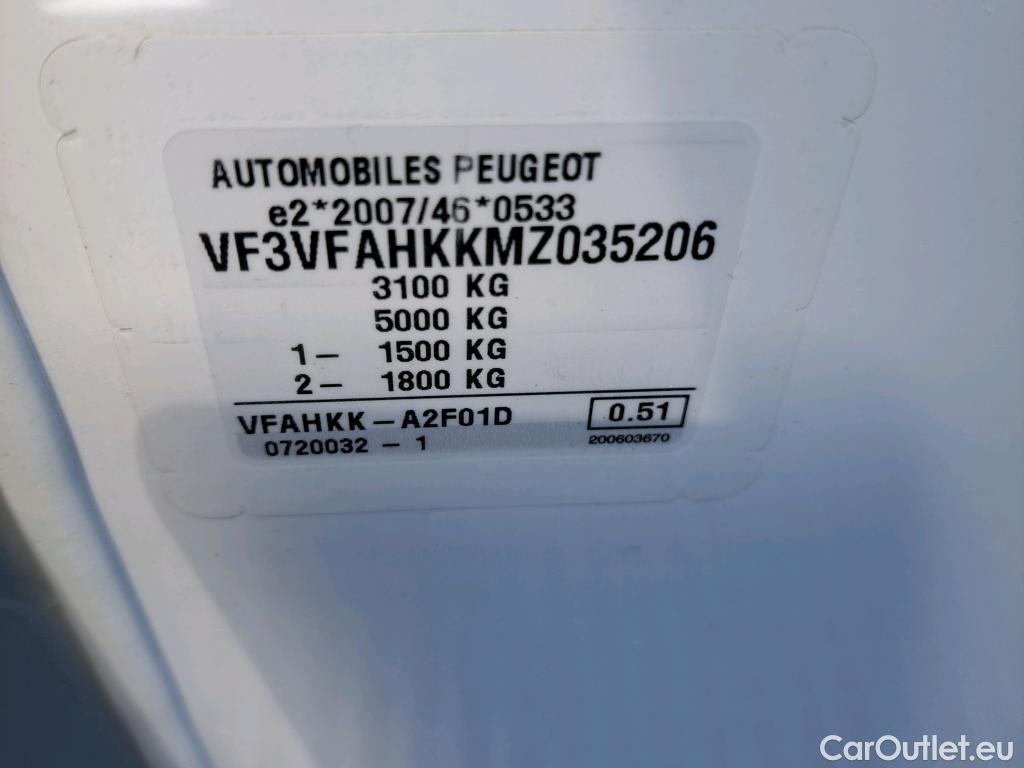 AUTOMOBILES PEUGEOT
e2*2007/46*0533
VF3VFAHKKMZ035206
3100 KG
5000 KG
1- 1500 KG
2- 1800 KG
VFAHKK-A2F01D 0.51
0720032-1 200603670
CarOutlet.eu